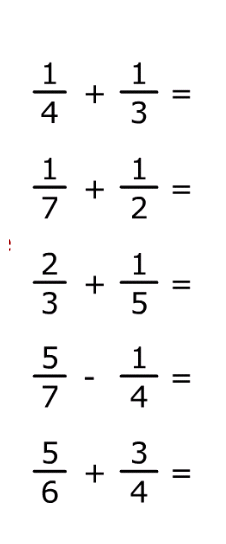 1/4 + 1/3 =
1/7 + 1/2 =
2/3 + 1/5 =
5/7 - 1/4 =
5/6 + 3/4 =